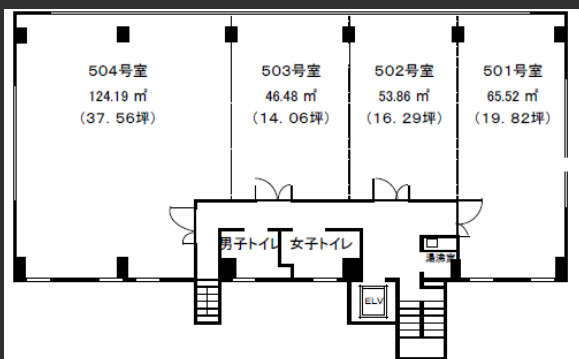 504号室
124.19 ㎡
(37.56坪)
503号室
46.48 ㎡
(14.06坪)
502号室
53.86 ㎡
(16.29坪)
501号室
65.52 ㎡
(19.82坪)
男子トイレ
女子トイレ
湯沸室
ELV